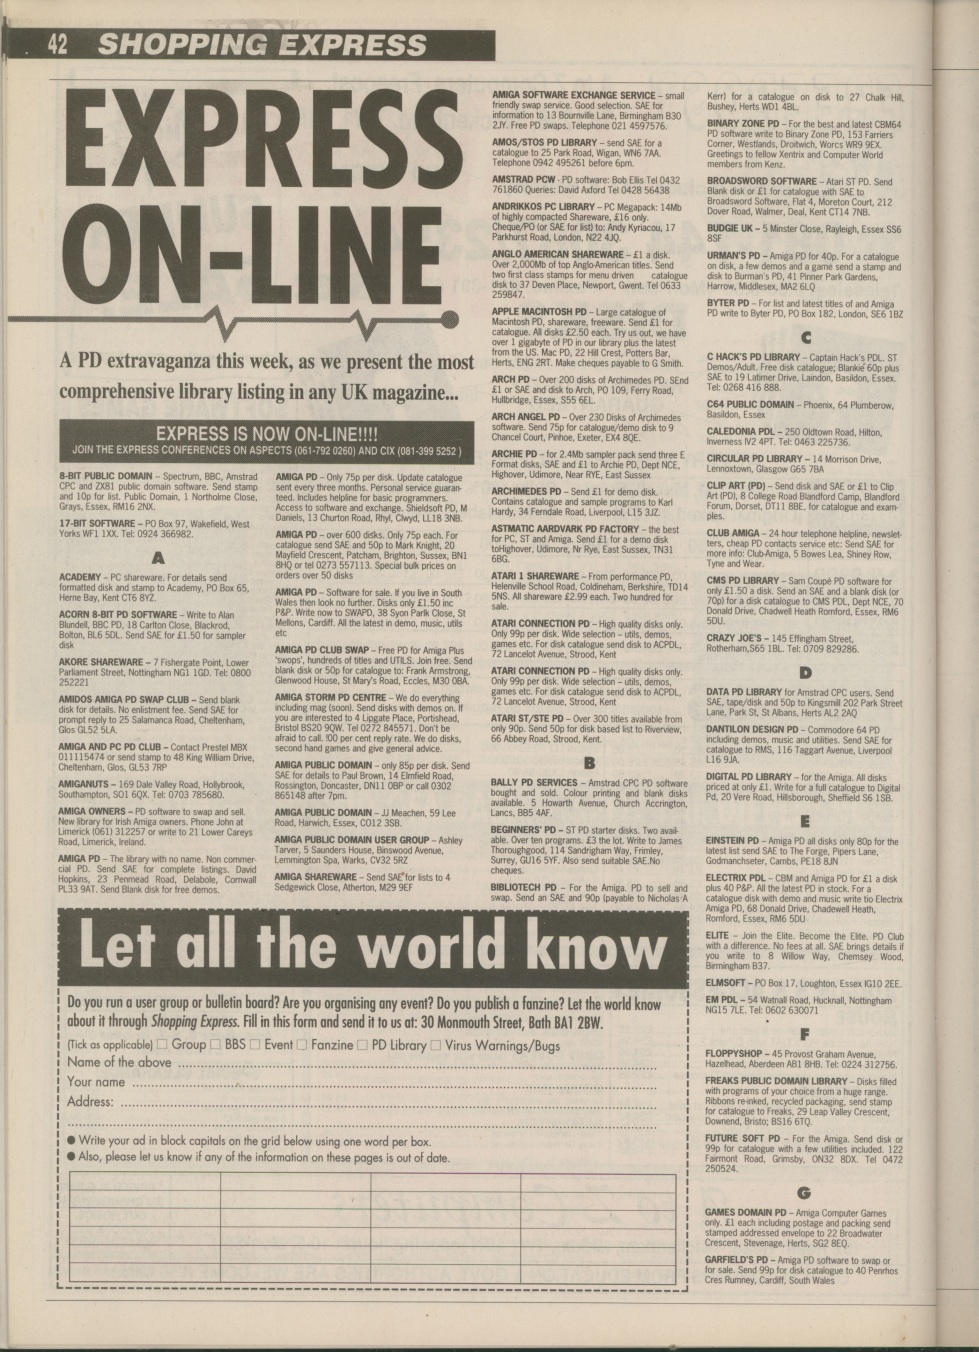 42 SHOPPING EXPRESS
EXPRESS
ON-LINE
A PD extravaganza this week, as we present the most
comprehensive library listing in any UK magazine...
EXPRESS IS NOW ON-LINE!!!!
JOIN THE EXPRESS CONFERENCES ON ASPECTS (061-792 0260) AND CIX (081-399 5252 )
8-BIT PUBLIC DOMAIN – Spectrum, BBC, Amstrad
CPC and ZX81 public domain software. Send stamp
and 10p for list. Public Domain, 1 Northolme Close,
Grays, Essex, RM16 2NX.
17-BIT SOFTWARE – PO Box 97, Wakefield, West
Yorks WF1 1XX. Tel: 0924 366982.
A
ACADEMY – PC shareware. For details send
formatted disk and stamp to Academy, PO Box 65,
Herne Bay, Kent CT6 8YZ.
ACORN 8-BIT PD SOFTWARE – Write to Alan
Blundell, BBC PD, 18 Carlton Close, Blackrod,
Bolton, BL6 5DL. Send SAE for £1.50 for sampler
disk
AKORE SHAREWARE – 7 Fishergate Point, Lower
Parliament Street, Nottingham NG1 1GD. Tel: 0800
252221
AMIDOS AMIGA PD SWAP CLUB – Send blank
disk for details. No enlistment fee. Send SAE for
prompt reply to 25 Salamanca Road, Cheltenham,
Glos GL52 5LA.
AMIGA AND PC PD CLUB – Contact Prestel MBX
011115474 or send stamp to 48 King William Drive,
Cheltenham, Glos, GL53 7RP
AMIGANUTS – 169 Dale Valley Road, Hollybrook,
Southampton, SO1 6QX. Tel: 0703 785680.
AMIGA OWNERS – PD software to swap and sell.
New library for Irish Amiga owners. Phone John at
Limerick (061) 312257 or write to 21 Lower Careys
Road, Limerick, Ireland.
AMIGA PD – The library with no name. Non commer-
cial PD. Send SAE for complete listings. David
Hopkins, 23 Penmead Road, Delabole, Cornwall
PL33 9AT. Send Blank disk for free demos.
AMIGA PD – Only 75p per disk. Update catalogue
sent every three months. Personal service guaran-
teed. Includes helpline for basic programmers.
Access to software and exchange. Shieldsoft PD, M
Daniels, 13 Churton Road, Rhyl, Clwyd, LL18 3NB.
AMIGA PD – over 600 disks. Only 75p each. For
catalogue send SAE and 50p to Mark Knight, 20
Mayfield Crescent, Patcham, Brighton, Sussex, BN1
8HQ or tel 0273 557113. Special bulk prices on
orders over 50 disks
AMIGA PD – Software for sale. If you live in South
Wales then look no further. Disks only £1.50 inc
P&P. Write now to SWAPD, 38 Syon Parlk Close, St
Mellons, Cardiff. All the latest in demo, music, utils
etc
AMIGA PD CLUB SWAP – Free PD for Amiga Plus
'swops', hundreds of titles and UTILS. Join free. Send
blank disk or 50p for catalogue to: Frank Armstrong,
Glenwood House, St Mary's Road, Eccles, M30 0BA.
AMIGA STORM PD CENTRE – We do everything
including mag (soon). Send disks with demos on. If
you are interested to 4 Lipgate Place, Portishead,
Bristol BS20 9QW. Tel 0272 845571. Don't be
afraid to call. '00 per cent reply rate. We do disks,
second hand games and give general advice.
AMIGA PUBLIC DOMAIN – only 85p per disk. Send
SAE for details to Paul Brown, 14 Elmfield Road,
Rossington, Doncaster, DN11 0BP or call 0302
865148 after 7pm.
AMIGA PUBLIC DOMAIN – JJ Meachen, 59 Lee
Road, Harwich, Essex, CO12 3SB.
AMIGA PUBLIC DOMAIN USER GROUP – Ashley
Tarver, 5 Saunders House, Binswood Avenue,
Lemmington Spa, Warks, CV32 5RZ
AMIGA SHAREWARE – Send SAE for lists to 4
Sedgewick Close, Atherton, M29 9EF
AMIGA SOFTWARE EXCHANGE SERVICE – small
friendly swap service. Good selection. SAE for
information to 13 Bournville Lane, Birmingham B30
2JY. Free PD swaps. Telephone 021 4597576.
AMOS/STOS PD LIBRARY – send SAE for a
catalogue to 25 Park Road, Wigan, WN6 7AA.
Telephone 0942 495261 before 6pm.
AMSTRAD PCW - PD software: Bob Ellis Tel 0432
761860 Queries: David Axford Tel 0428 56438
ANDRIKKOS PC LIBRARY – PC Megapack: 14Mb
of highly compacted Shareware, £16 only.
Cheque/PO (or SAE for list) to: Andy Kyriacou, 17
Parkhurst Road, London, N22 4JQ.
ANGLO AMERICAN SHAREWARE – £1 a disk.
Over 2,000Mb of top Anglo-American titles. Send
two first class stamps for menu driven catalogue
disk to 37 Deven Place, Newport, Gwent. Tel 0633
259847.
APPLE MACINTOSH PD – Large catalogue of
Macintosh PD, shareware, freeware. Send £1 for
catalogue. All disks £2.50 each. Try us out, we have
over 1 gigabyte of PD in our library plus the latest
from the US. Mac PD, 22 Hill Crest, Potters Bar,
Herts, ENG 2RT. Make cheques payable to G Smith.
ARCH PD – Over 200 disks of Archimedes PD. SEnd
£1 or SAE and disk to Arch, PO 109, Ferry Road,
Hullbridge, Essex, S55 6EL.
ARCH ANGEL PD – Over 230 Disks of Archimedes
software. Send 75p for catalogue/demo disk to 9
Chancel Court, Pinhoe, Exeter, EX4 8QE.
ARCHIE PD – for 2.4Mb sampler pack send three E
Format disks, SAE and £1 to Archie PD, Dept NCE,
Highover, Udimore, Near RYE, East Sussex
ARCHIMEDES PD – Send £1 for demo disk.
Contains catalogue and sample programs to Karl
Hardy, 34 Ferndale Road, Liverpool, L15 3JZ.
ASTMATIC AARDVARK PD FACTORY – the best
for PC, ST and Amiga. Send £1 for a demo disk
toHighover, Udimore, Nr Rye, East Sussex, TN31
6BG.
ATARI 1 SHAREWARE – From performance PD,
Helenville School Road, Coldineham, Berkshire, TD14
5NS. All shareware £2.99 each. Two hundred for
sale.
ATARI CONNECTION PD – High quality disks only.
Only 99p per disk. Wide selection – utils, demos,
games etc. For disk catalogue send disk to ACPDL,
72 Lancelot Avenue, Strood, Kent
ATARI CONNECTION PD – High quality disks only.
Only 99p per disk. Wide selection – utils, demos,
games etc. For disk catalogue send disk to ACPDL,
72 Lancelot Avenue, Strood, Kent
ATARI ST/STE PD – Over 300 titles available from
only 90p. Send 50p for disk based list to Riverview,
66 Abbey Road, Strood, Kent.
B
BALLY PD SERVICES – Amstrad CPC PD software
bought and sold. Colour printing and blank disks
available. 5 Howarth Avenue, Church Accrington,
Lancs, BB5 4AF.
BEGINNERS' PD – ST PD starter disks. Two avail-
able. Over ten programs. £3 the lot. Write to James
Thoroughgood, 114 Sandrigham Way, Frimley,
Surrey, GU16 5YF. Also send suitable SAE.No
cheques.
BIBLIOTECH PD – For the Amiga. PD to sell and
swap. Send an SAE and 90p (payable to Nicholas A
Kerr) for a catalogue on disk to 27 Chalk Hill,
Bushey, Herts WD1 4BL.
BINARY ZONE PD – For the best and latest CBM64
PD software write to Binary Zone PD, 153 Farriers
Corner, Westlands, Droitwich, Worcs WR9 9EX.
Greetings to fellow Xentrix and Computer World
members from Kenz.
BROADSWORD SOFTWARE – Atari ST PD. Send
Blank disk or £1 for catalogue with SAE to
Broadsword Software, Flat 4, Moreton Court, 212
Dover Road, Walmer, Deal, Kent CT14 7NB.
BUDGIE UK – 5 Minster Close, Rayleigh, Essex SS6
8SF
URMAN'S PD – Amiga PD for 40p. For a catalogue
on disk, a few demos and a game send a stamp and
disk to Burman's PD, 41 Pinner Park Gardens,
Harrow, Middlesex, MA2 6LQ
BYTER PD – For list and latest titles of and Amiga
PD write to Byter PD, PO Box 182, London, SE6 1BZ
C
C HACK'S PD LIBRARY – Captain Hack's PDL. ST
Demos/Adult. Free disk catalogue; Blankie 60p plus
SAE to 19 Latimer Drive, Laindon, Basildon, Essex.
Tel: 0268 416 888.
C64 PUBLIC DOMAIN – Phoenix, 64 Plumberow,
Basildon, Essex
CALEDONIA PDL – 250 Oldtown Road, Hilton,
Inverness IV2 4PT. Tel: 0463 225736.
CIRCULAR PD LIBRARY – 14 Morrison Drive,
Lennoxtown, Glasgow G65 7BA
CLIP ART (PD) – Send disk and SAE or £1 to Clip
Art (PD), 8 College Road Blandford Camp, Blandford
Forum, Dorset, DT11 8BE, for catalogue and exam-
ples.
CLUB AMIGA – 24 hour telephone helpline, newslet-
ters, cheap PD contacts service etc: Send SAE for
more info: Club-Amiga, 5 Bowes Lea, Shiney Row,
Tyne and Wear.
CMS PD LIBRARY – Sam Coupé PD software for
only £1.50 a disk. Send an SAE and a blank disk (or
70p) for a disk catalogue to CMS PDL, Dept NCE, 70
Donald Drive, Chadwell Heath Romford, Essex, RM6
5DU.
CRAZY JOE'S – 145 Effingham Street,
Rotherham,S65 1BL. Tel: 0709 829286.
D
DATA PD LIBRARY for Amstrad CPC users. Send
SAE, tape/disk and 50p to Kingsmill 202 Park Street
Lane, Park St, St Albans, Herts AL2 2AQ
DANTILON DESIGN PD – Commodore 64 PD
including demos, music and utilities. Send SAE for
catalogue to RMS, 116 Taggart Avenue, Liverpool
L16 9JA.
DIGITAL PD LIBRARY – for the Amiga. All disks
priced at only £1. Write for a full catalogue to Digital
Pd, 20 Vere Road, Hillsborough, Sheffield S6 1SB.
E
EINSTEIN PD – Amiga PD all disks only 80p for the
latest list send SAE to The Forge, Pipers Lane,
Godmanchseter, Cambs, PE18 8JN
ELECTRIX PDL – CBM and Amiga PD for £1 a disk
plus 40 P&P. All the latest PD in stock. For a
catalogue disk with demo and music write tio Electrix
Amiga PD, 68 Donald Drive, Chadewell Heath,
Romford, Essex, RM6 5DU
ELITE – Join the Elite. Become the Elite. PD Club
with a difference. No fees at all. SAE brings details if
you write to 8 Willow Way, Chemsey Wood,
Birmingham B37.
ELMSOFT – PO Box 17, Loughton, Essex IG10 2EE.
EM PDL – 54 Watnall Road, Hucknall, Nottingham
NG15 7LE. Tel: 0602 630071
F
FLOPPYSHOP – 45 Provost Graham Avenue,
Hazelhead, Aberdeen AB1 8HB. Tel: 0224 312756.
FREAKS PUBLIC DOMAIN LIBRARY – Disks filled
with programs of your choice from a huge range.
Ribbons re-inked, recycled packaging, send stamp
for catalogue to Freaks, 29 Leap Valley Crescent,
Downend, Bristo; BS16 6TQ.
FUTURE SOFT PD – For the Amiga. Send disk or
99p for catalogue with a few utilities included. 122
Fairmont Road, Grimsby, ON32 8DX. Tel 0472
250524.
G
GAMES DOMAIN PD – Amiga Computer Games
only. £1 each including postage and packing send
stamped addressed envelope to 22 Broadwater
Crescent, Stevenage, Herts, SG2 8EQ.
GARFIELD'S PD – Amiga PD software to swap or
for sale. Send 99p for disk catalogue to 40 Penrhos
Cres Rumney, Cardiff, South Wales
Let all the world know
Do you run a user group or bulletin board? Are you organising any event? Do you publish a fanzine? Let the world know
about it through Shopping Express. Fill in this form and send it to us at: 30 Monmouth Street, Bath BA1 2BW.
(Tick as applicable) □ Group □ BBS □ Event □ Fanzine □ PD Library □ Virus Warnings/Bugs
Name of the above
Your name
Address:
● Write your ad in block capitals on the grid below using one word per box.
● Also, please let us know if any of the information on these pages is out of date.